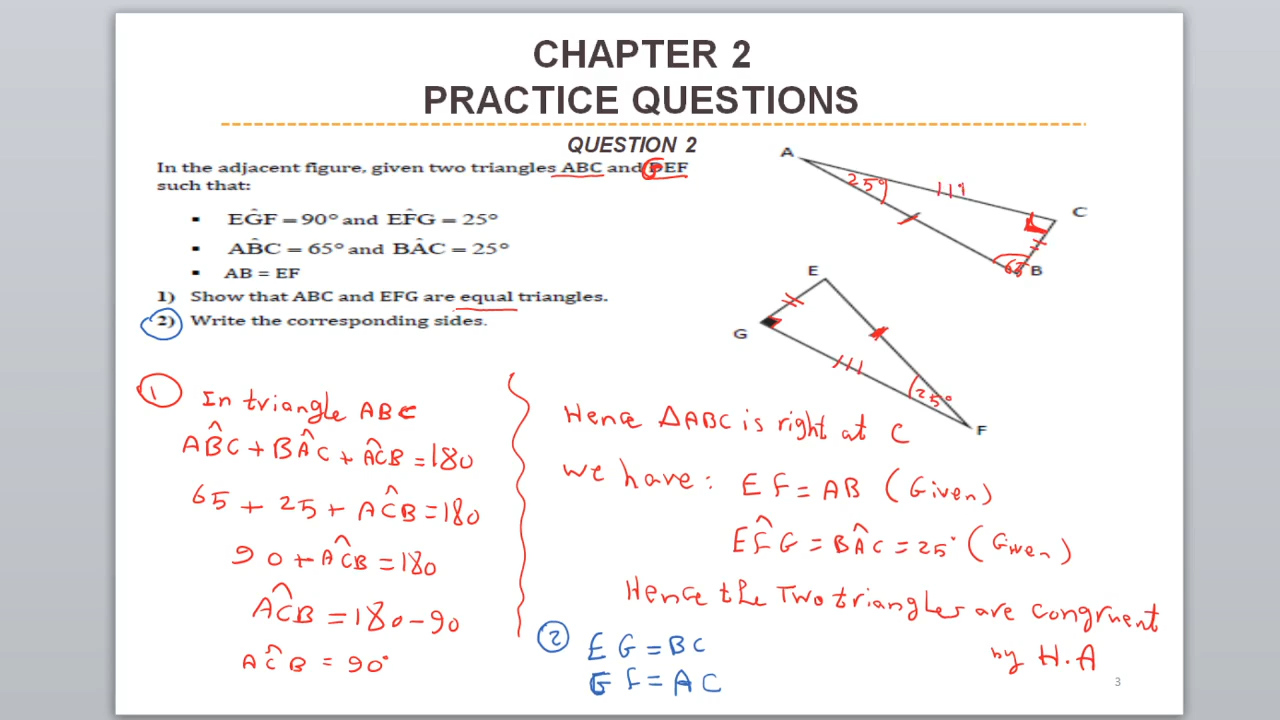 CHAPTER 2
PRACTICE QUESTIONS
QUESTION 2
In the adjacent figure, given two triangles ABC and DEF
such that:
▪ EĜF = 90° and EF̂G = 25°
▪ AB̂C = 65° and BÂC = 25°
▪ AB = EF
1) Show that ABC and EFG are equal triangles.
2) Write the corresponding sides.
A
25°
C
65
B
E
G
25°
F
1 In triangle ABC
AB̂C + BÂC + AĈB = 180
65 + 25 + AĈB = 180
90 + AĈB = 180
AĈB = 180 - 90
AĈB = 90°
Hence ΔABC is right at C
We have: EF = AB (Given)
EF̂G = BÂC = 25° (Given)
Hence the Two triangles are congruent
by H.A
2 EG = BC
GF = AC
3